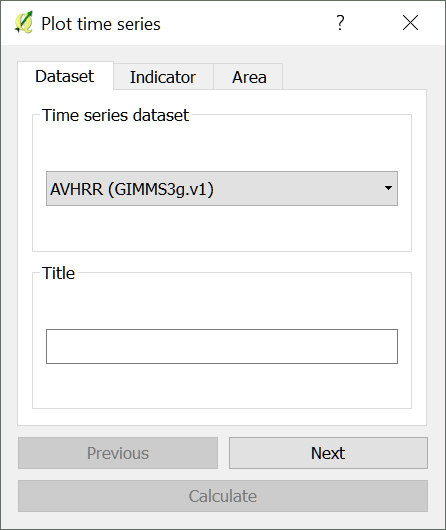 Plot time series
?
Dataset Indicator Area
Time series dataset
AVHRR (GIMMS3g.v1)
Title
Previous Next
Calculate